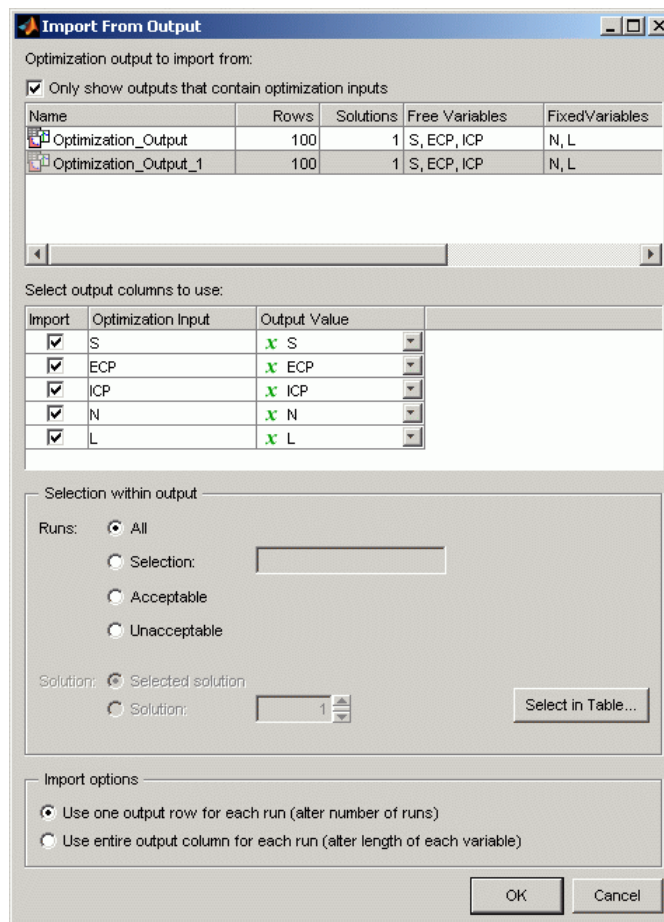 Import From Output
Optimization output to import from:
Only show outputs that contain optimization inputs
Name Rows Solutions Free Variables FixedVariables
Optimization_Output 100 1 S, ECP, ICP N, L
Optimization_Output_1 100 1 S, ECP, ICP N, L
Select output columns to use:
Import Optimization Input Output Value
S x S
ECP x ECP
ICP x ICP
N x N
L x L
Selection within output
Runs: All
Selection:
Acceptable
Unacceptable
Solution: Selected solution
Solution: 1 Select in Table...
Import options
Use one output row for each run (alter number of runs)
Use entire output column for each run (alter length of each variable)
OK Cancel